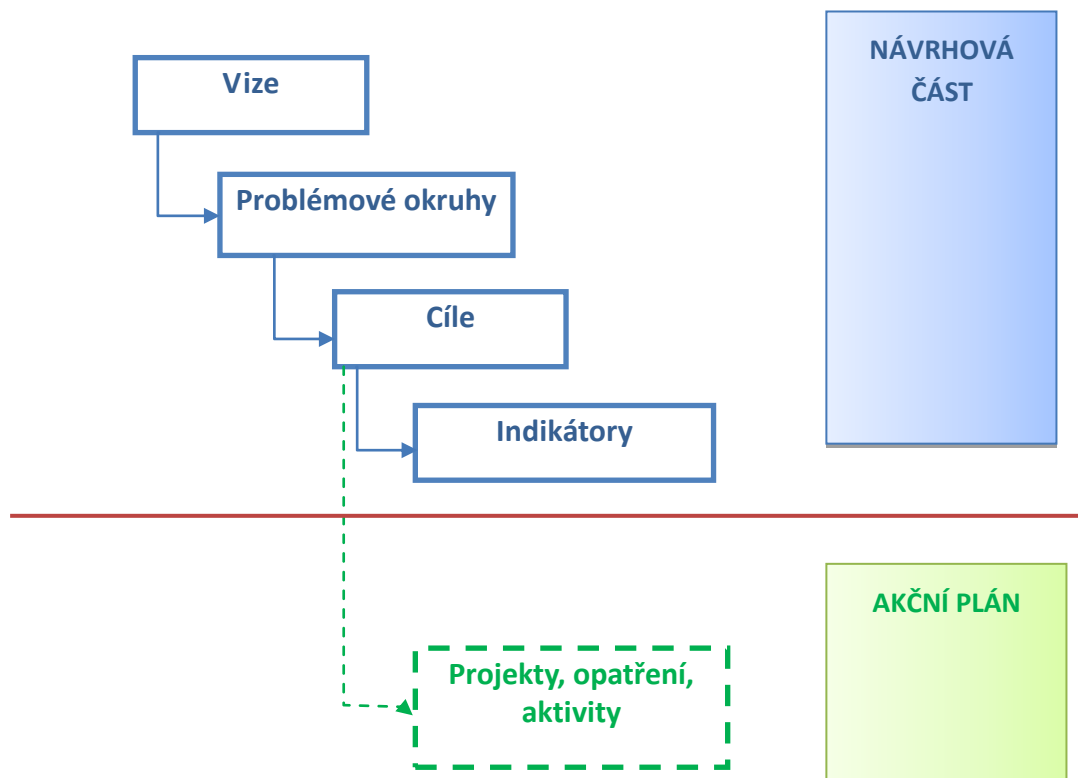 NÁVRHOVÁ
ČÁST
Vize
Problémové okruhy
Cíle
Indikátory
AKČNÍ PLÁN
Projekty, opatření,
aktivity